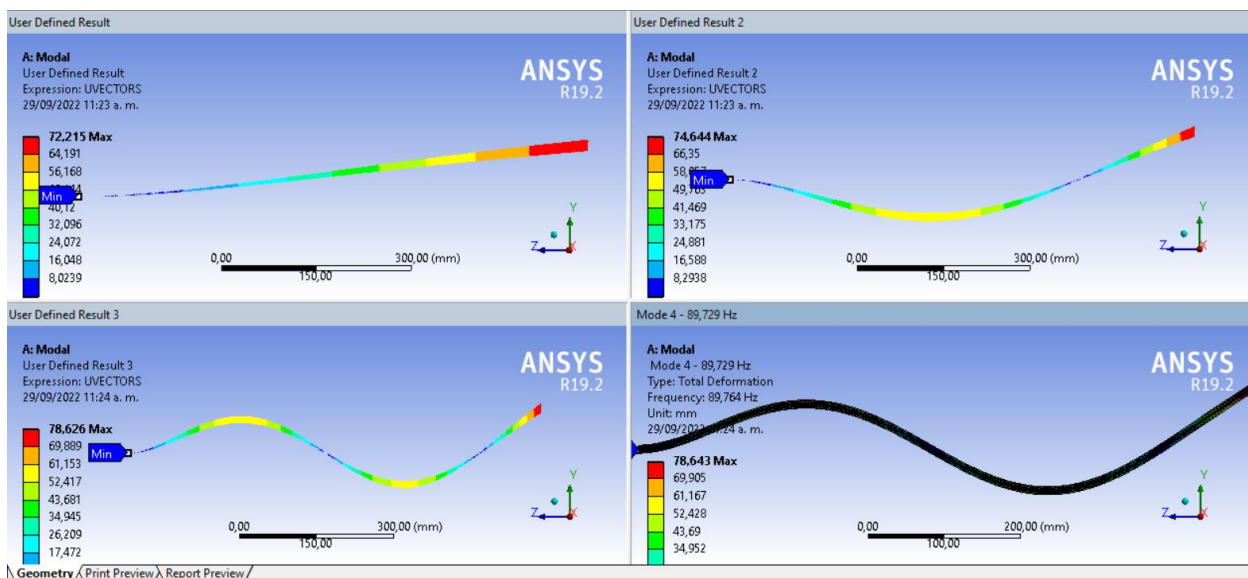 User Defined Result
A: Modal
User Defined Result
Expression: UVECTORS
29/09/2022 11:23 a. m.
ANSYS
R19.2
72,215 Max
64,191
56,168
Min
40,12
32,096
24,072
16,048
8,0239
0,00
300,00 (mm)
150,00
Y
Z
X
User Defined Result 2
A: Modal
User Defined Result 2
Expression: UVECTORS
29/09/2022 11:23 a. m.
ANSYS
R19.2
74,644 Max
66,35
Min
41,469
33,175
24,881
16,588
8,2938
0,00
300,00 (mm)
150,00
Y
Z
X
User Defined Result 3
A: Modal
User Defined Result 3
Expression: UVECTORS
29/09/2022 11:24 a. m.
ANSYS
R19.2
78,626 Max
69,889
61,153
Min
52,417
43,681
34,945
26,209
17,472
0,00
300,00 (mm)
150,00
Y
Z
X
Mode 4 - 89,729 Hz
A: Modal
Mode 4 - 89,729 Hz
Type: Total Deformation
Frequency: 89,764 Hz
Unit: mm
ANSYS
R19.2
78,643 Max
69,905
61,167
52,428
43,69
34,952
0,00
200,00 (mm)
100,00
Y
Z
X
Geometry Print Preview Report Preview